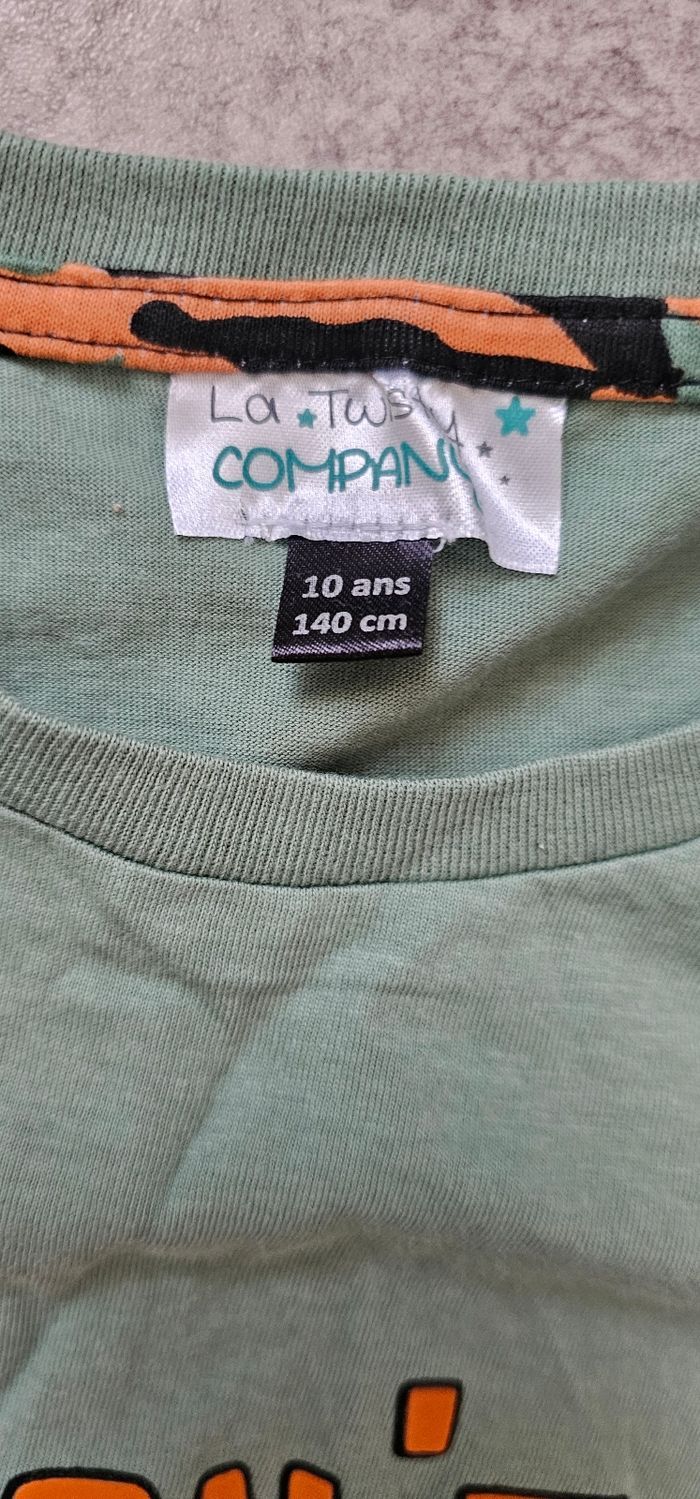 La Twisty
COMPANY
10 ans
140 cm